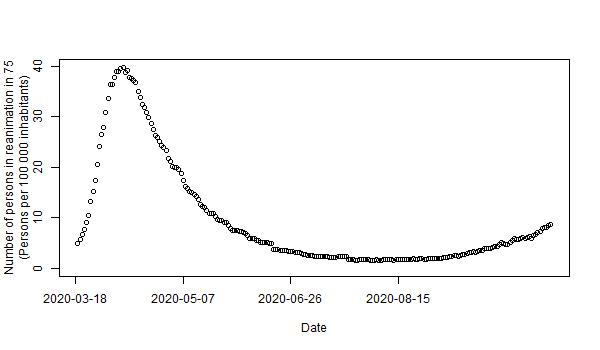 Number of persons in reanimation in 75
(Persons per 100 000 inhabitants)
40
30
20
10
0
2020-03-18 2020-05-07 2020-06-26 2020-08-15
Date